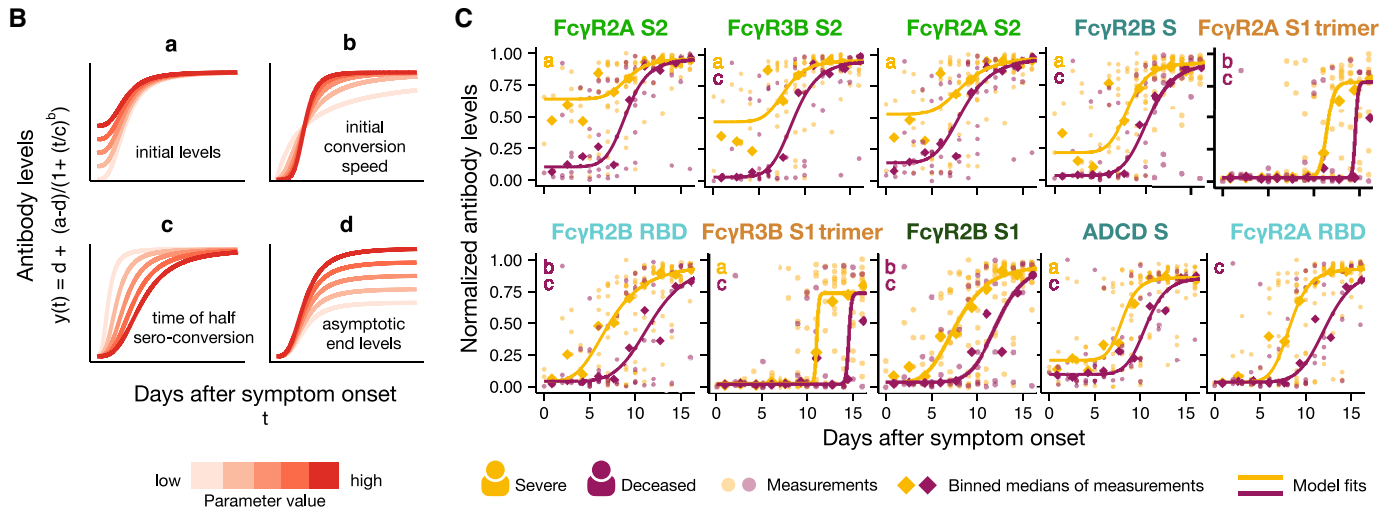 B
a
b
Antibody levels
y(t) = d + (a-d)/(1+ (t/c)^b)
initial levels
initial
conversion
speed
c
d
time of half
sero-conversion
asymptotic
end levels
Days after symptom onset
t
low
high
Parameter value
C
FcγR2A S2
FcγR3B S2
FcγR2A S2
FcγR2B S
FcγR2A S1 trimer
Normalized antibody levels
1.00
0.75
0.50
0.25
0.00
a
a
c
a
a
c
b
c
FcγR2B RBD
FcγR3B S1 trimer
FcγR2B S1
ADCD S
FcγR2A RBD
1.00
0.75
0.50
0.25
0.00
b
c
a
c
b
c
a
c
c
0 5 10 15
0 5 10 15
0 5 10 15
0 5 10 15
0 5 10 15
Days after symptom onset
Severe
Deceased
Measurements
Binned medians of measurements
Model fits